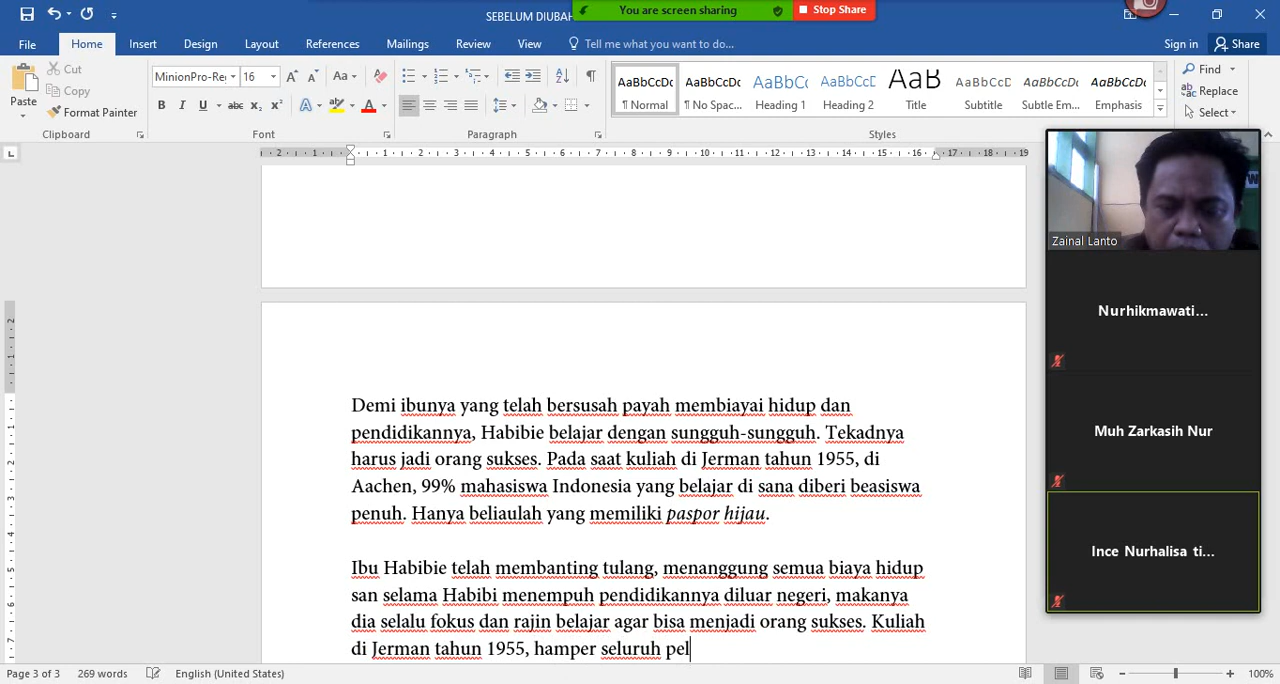 SEBELUM DIUBAH
You are screen sharing
Stop Share
File
Home
Insert
Design
Layout
References
Mailings
Review
View
Tell me what you want to do...
Sign in
Share
Paste
Cut
Copy
Format Painter
Clipboard
MinionPro-Re
16
Font
Paragraph
AaBbCcDc
AaBbCcDc
AaBbCc
AaBbCcD
AaB
AaBbCcD
AaBbCcDc
AaBbCcDc
¶ Normal
¶ No Spac...
Heading 1
Heading 2
Title
Subtitle
Subtle Em...
Emphasis
Styles
Find
Replace
Select
Demi ibunya yang telah bersusah payah membiayai hidup dan
pendidikannya, Habibie belajar dengan sungguh-sungguh. Tekadnya
harus jadi orang sukses. Pada saat kuliah di Jerman tahun 1955, di
Aachen, 99% mahasiswa Indonesia yang belajar di sana diberi beasiswa
penuh. Hanya beliaulah yang memiliki paspor hijau.
Ibu Habibie telah membanting tulang, menanggung semua biaya hidup
san selama Habibi menempuh pendidikannya diluar negeri, makanya
dia selalu fokus dan rajin belajar agar bisa menjadi orang sukses. Kuliah
di Jerman tahun 1955, hamper seluruh pel
Zainal Lanto
Nurhikmawati...
Muh Zarkasih Nur
Ince Nurhalisa ti...
Page 3 of 3
269 words
English (United States)
100%